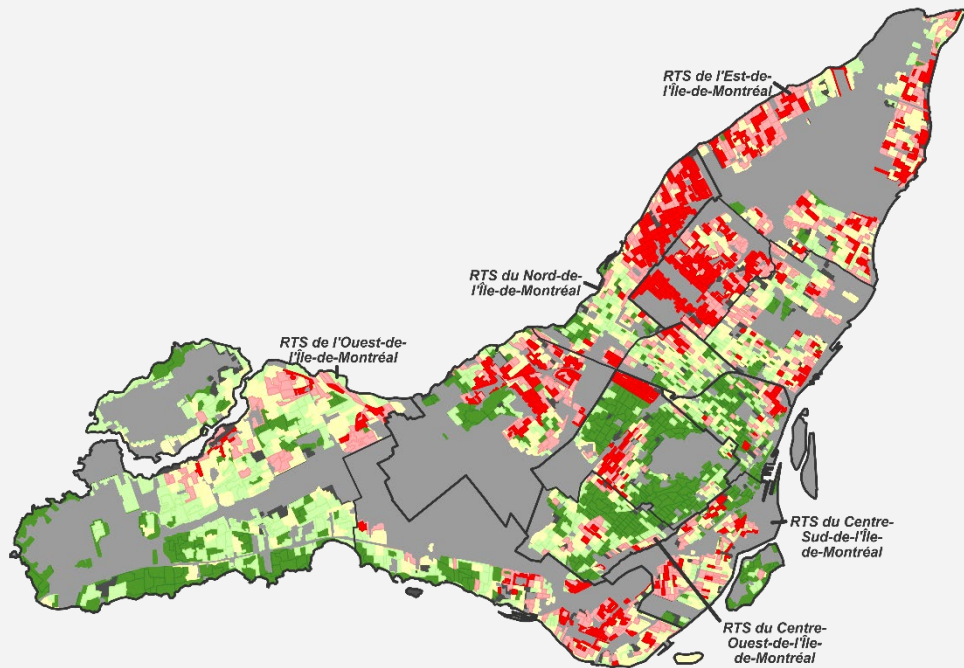 RTS de l'Est-de-
l'Île-de-Montréal
RTS du Nord-de-
l'Île-de-Montréal
RTS de l'Ouest-de-
l'Île-de-Montréal
RTS du Centre-
Sud-de-l'Île-
de-Montréal
RTS du Centre-
Ouest-de-l'Île-
de-Montréal